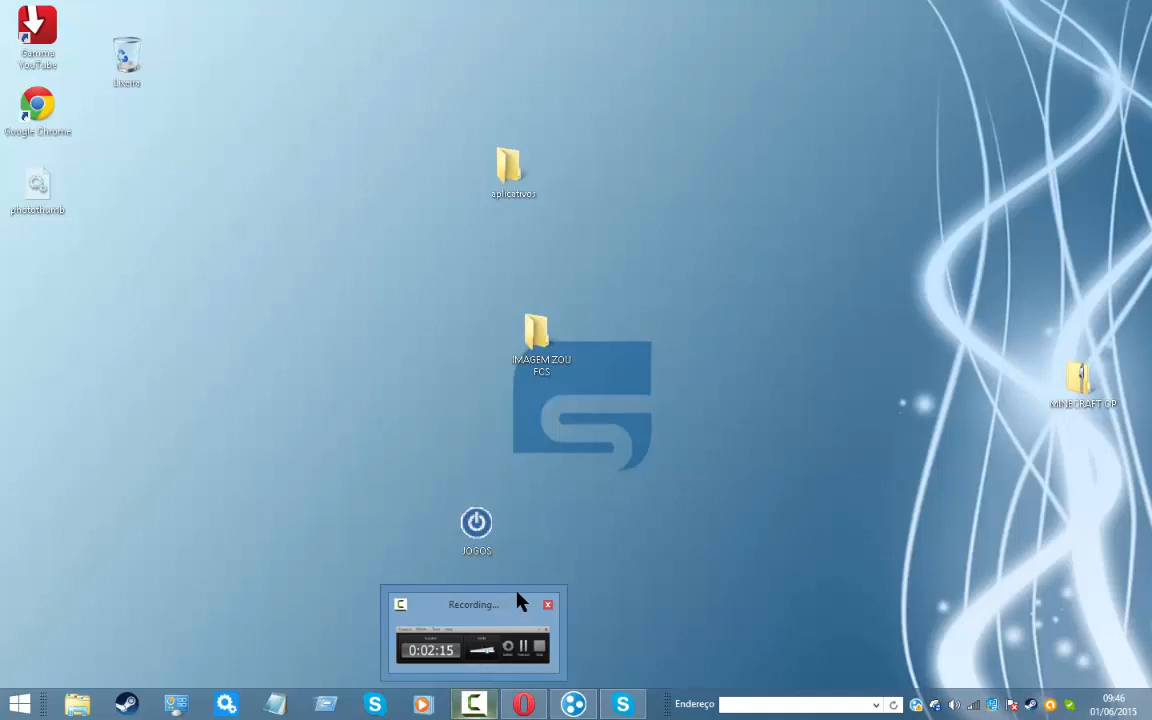 Gamma
YouTube
Lixeira
Google Chrome
photothumb
aplicativos
IMAGEM ZOU
FCS
MINECRAFT OP
JOGOS
Recording...
0:02:15
Endereço
09:46
01/06/2015